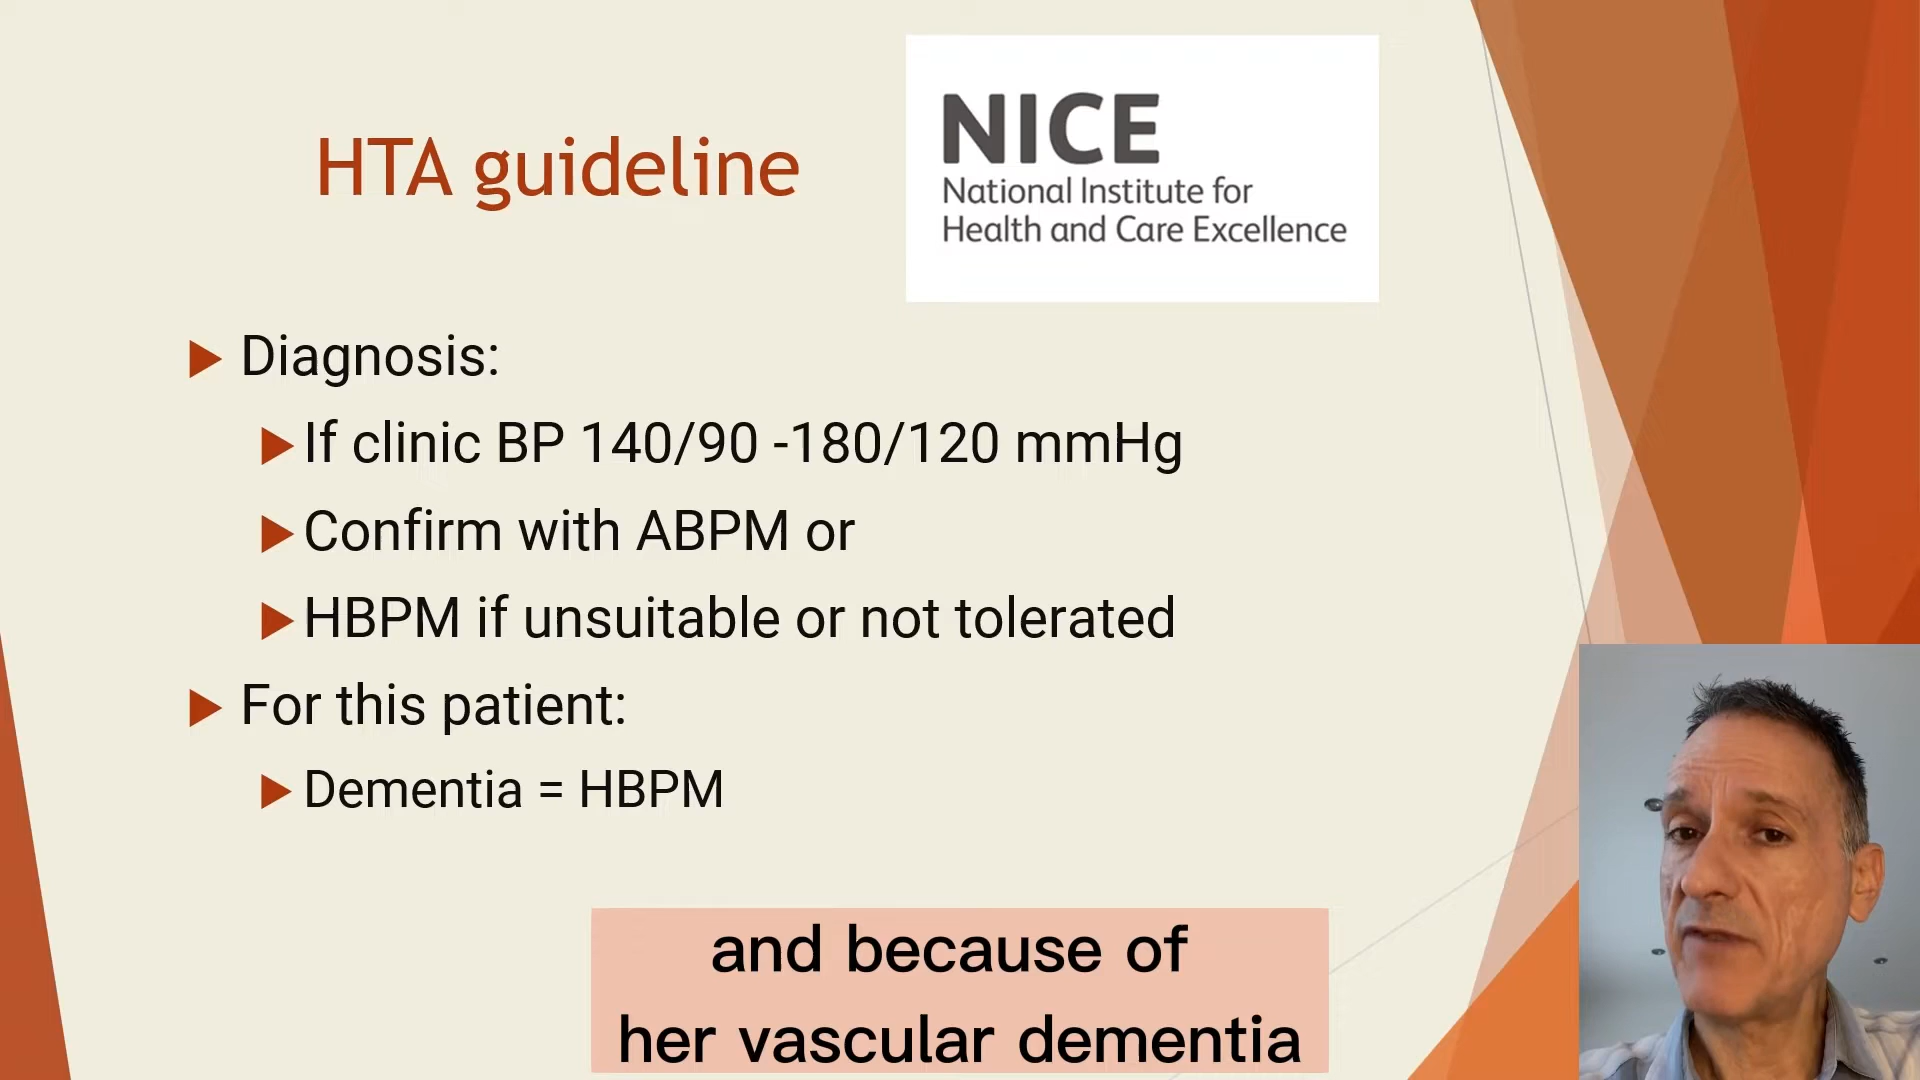 HTA guideline
NICE
National Institute for
Health and Care Excellence
Diagnosis:
If clinic BP 140/90 -180/120 mmHg
Confirm with ABPM or
HBPM if unsuitable or not tolerated
For this patient:
Dementia = HBPM
and because of
her vascular dementia